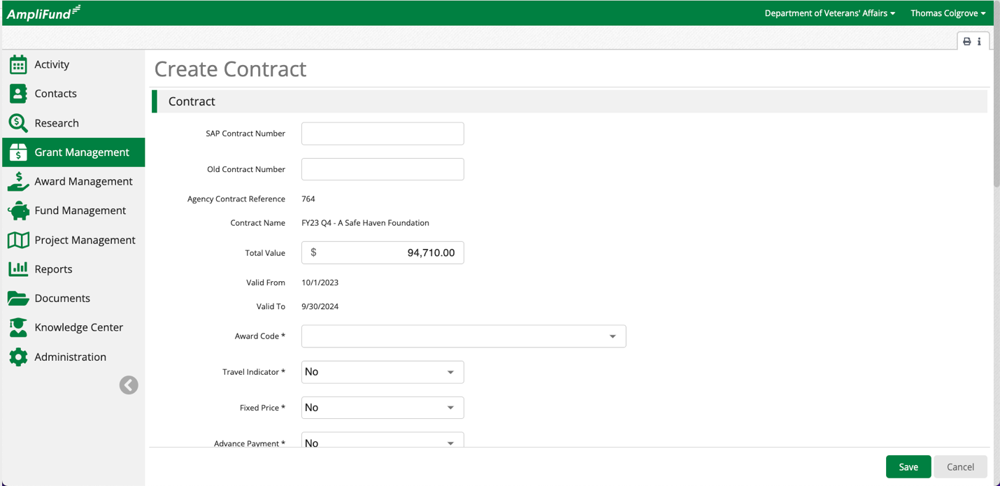 AmpliFund
Department of Veterans' Affairs
Thomas Colgrove
Activity
Contacts
Research
Grant Management
Award Management
Fund Management
Project Management
Reports
Documents
Knowledge Center
Administration
Create Contract
Contract
SAP Contract Number
Old Contract Number
Agency Contract Reference 764
Contract Name FY23 Q4 - A Safe Haven Foundation
Total Value $ 94,710.00
Valid From 10/1/2023
Valid To 9/30/2024
Award Code *
Travel Indicator * No
Fixed Price * No
Advance Payment * No
Save Cancel